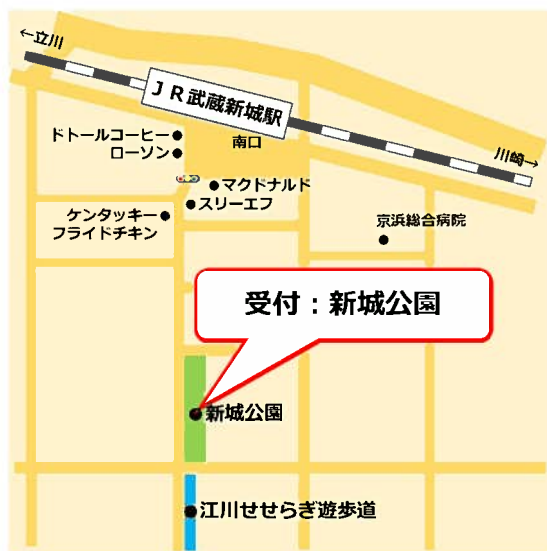 ←立川
JR武蔵新城駅
川崎→
南口
ドトールコーヒー
ローソン
マクドナルド
スリーエフ
ケンタッキー
フライドチキン
京浜総合病院
受付：新城公園
新城公園
江川せせらぎ遊歩道